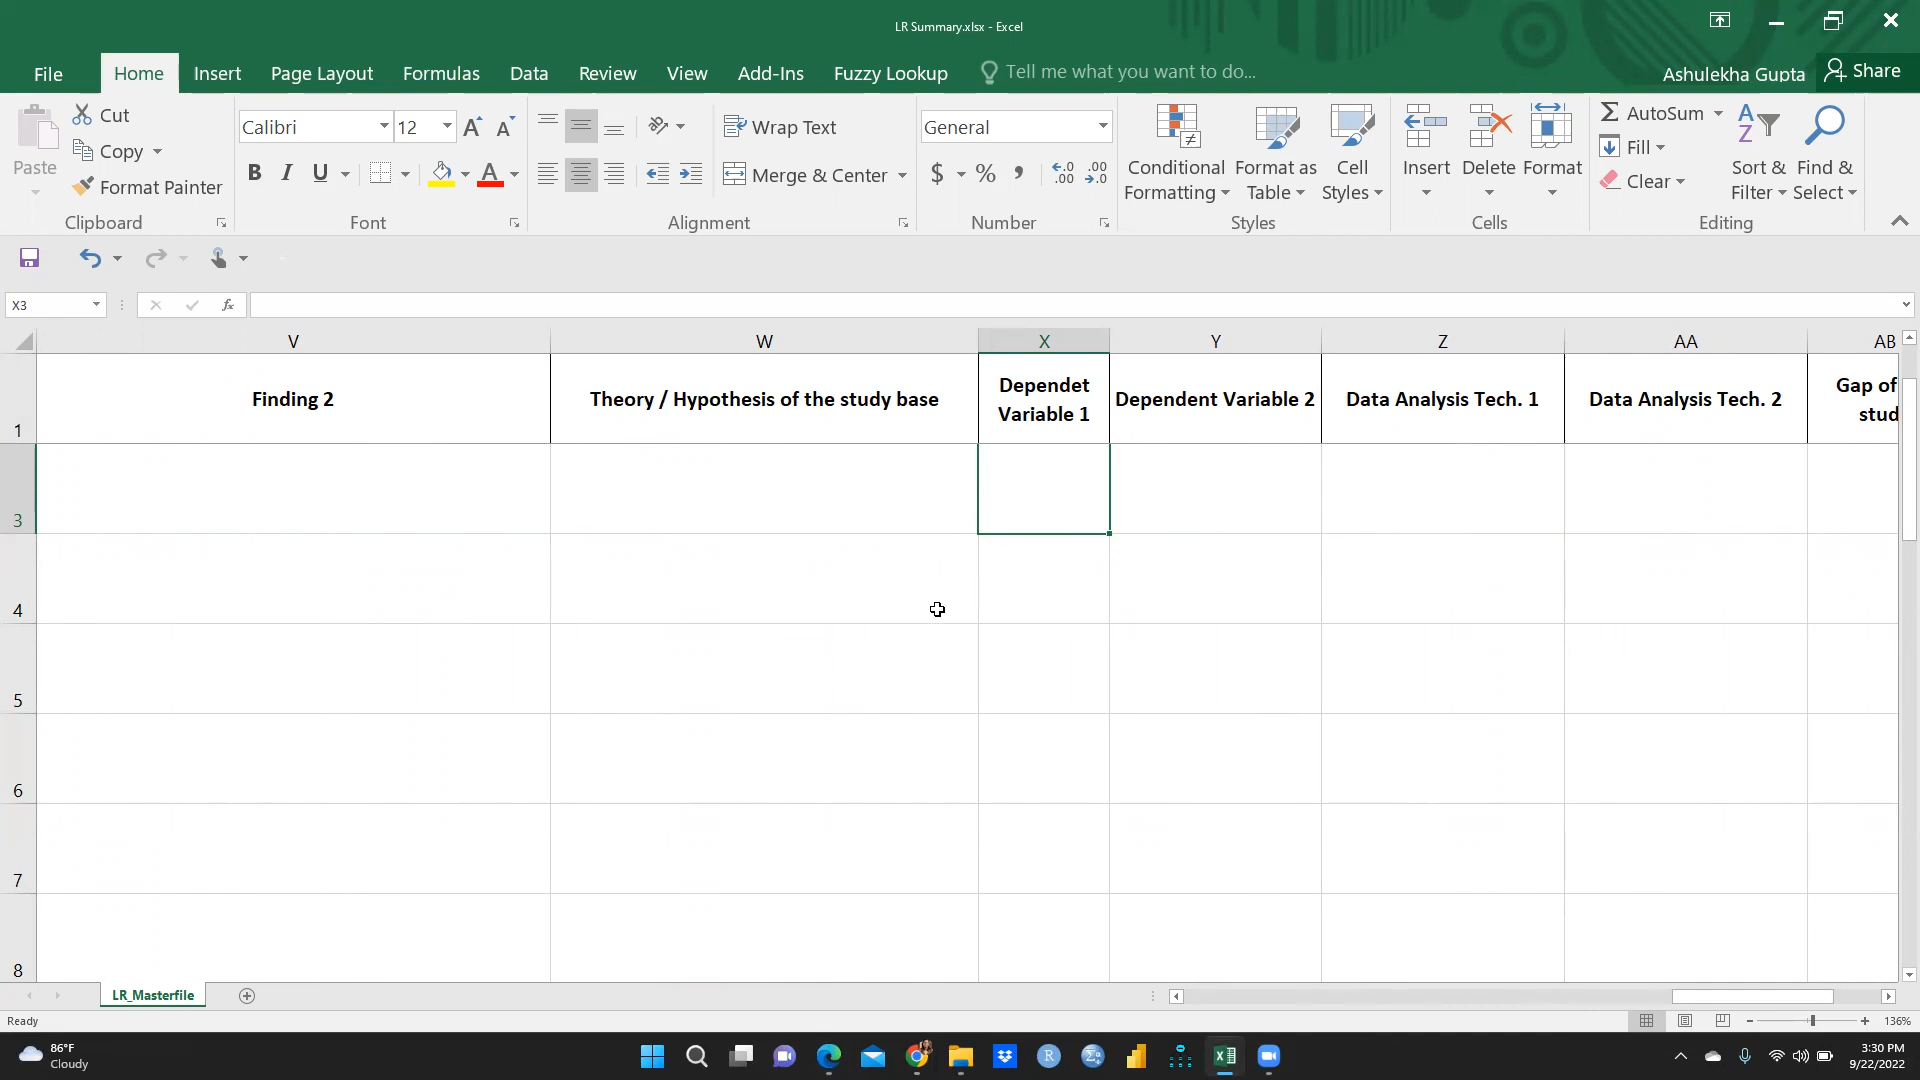 LR Summary.xlsx - Excel
File Home Insert Page Layout Formulas Data Review View Add-Ins Fuzzy Lookup Tell me what you want to do... Ashulekha Gupta Share
Paste
Cut
Copy
Format Painter
Clipboard
Calibri 12
B I U A
Font
Wrap Text
Merge & Center
Alignment
General
$ % ,
Number
Conditional
Formatting
Format as
Table
Cell
Styles
Styles
Insert Delete Format
Cells
AutoSum
Fill
Clear
Sort &
Filter
Find &
Select
Editing
X3
fx
V W X Y Z AA AB
1
Finding 2
Theory / Hypothesis of the study base
Dependet
Variable 1
Dependent Variable 2
Data Analysis Tech. 1
Data Analysis Tech. 2
Gap of
stud
3
4
5
6
7
8
LR_Masterfile
Ready
136%
86°F
Cloudy
3:30 PM
9/22/2022